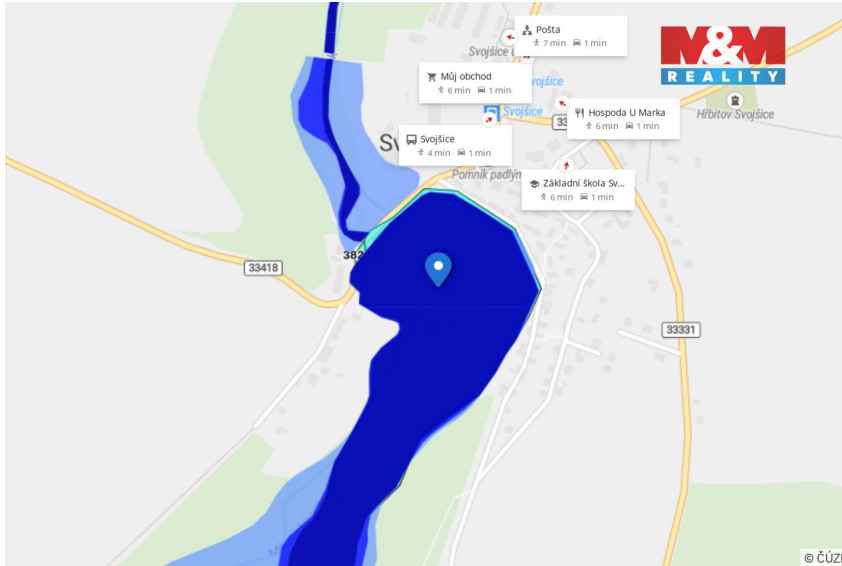 Pošta
7 min 1 min
M&M
REALITY
Svojšice
Můj obchod
6 min 1 min
Svojšice
Hřbitov Svojšice
Hospoda U Marka
6 min 1 min
Svojšice
4 min 1 min
Pomník padlým
Základní škola Sv...
6 min 1 min
33418
33331